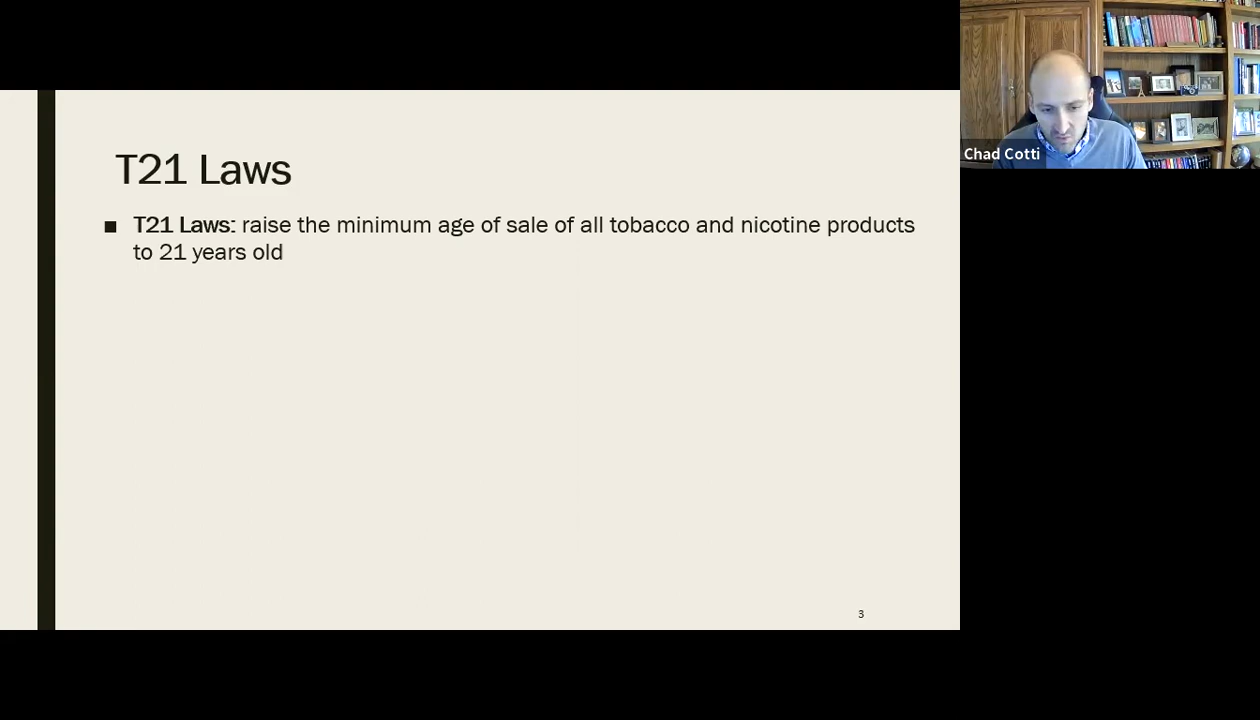 Chad Cotti
T21 Laws
■ T21 Laws: raise the minimum age of sale of all tobacco and nicotine products
to 21 years old
3